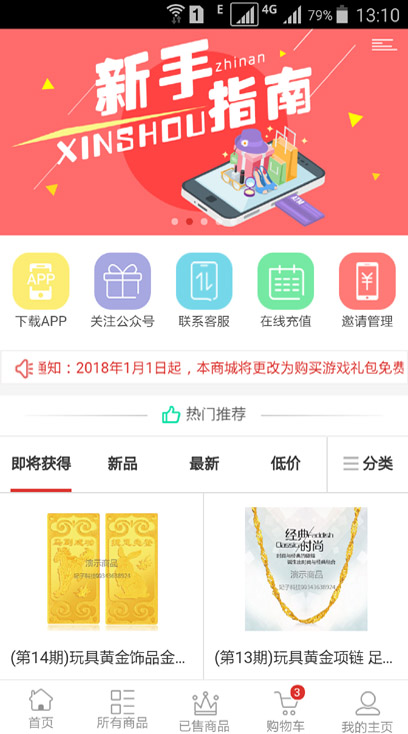 1 E 4G 79% 13:10
新手
zhinan
指南
XINSHOU
ATM
APP
下载APP
关注公众号
联系客服
在线充值
邀请管理
通知：2018年1月1日起，本商城将更改为购买游戏礼包免费
热门推荐
即将获得 新品 最新 低价 分类
演示商品
经典
Classic 时尚
演示商品
(第14期)玩具黄金饰品金...
(第13期)玩具黄金项链 足...
3
首页
所有商品
已售商品
购物车
我的主页